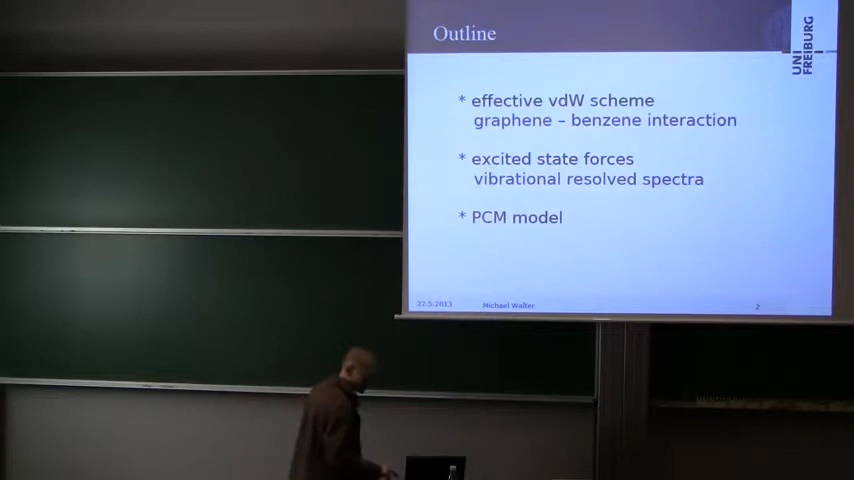 Outline
UNI
FREIBURG
* effective vdW scheme
graphene – benzene interaction
* excited state forces
vibrational resolved spectra
* PCM model
22.5.2013 Michael Walter 2